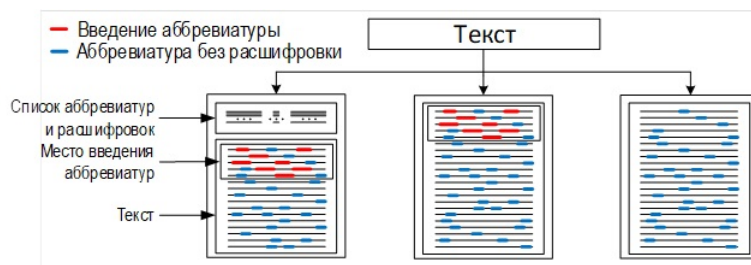 Введение аббревиатуры
Аббревиатура без расшифровки
Текст
Список аббревиатур
и расшифровок
Место введения
аббревиатур
Текст